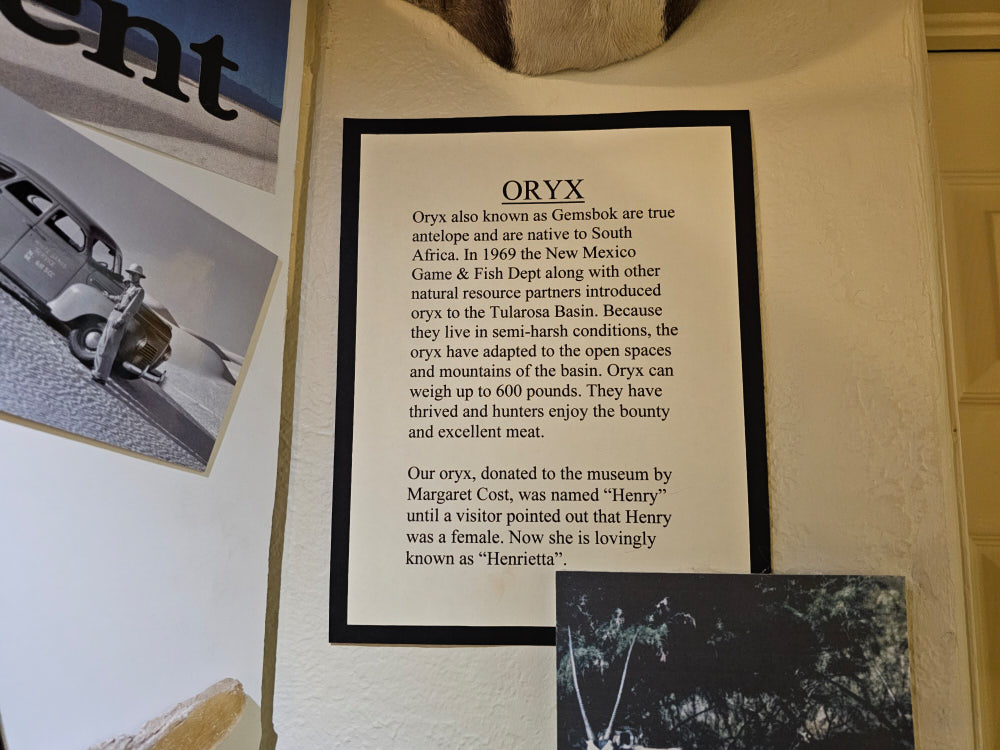 ent
ORYX
Oryx also known as Gemsbok are true
antelope and are native to South
Africa. In 1969 the New Mexico
Game & Fish Dept along with other
natural resource partners introduced
oryx to the Tularosa Basin. Because
they live in semi-harsh conditions, the
oryx have adapted to the open spaces
and mountains of the basin. Oryx can
weigh up to 600 pounds. They have
thrived and hunters enjoy the bounty
and excellent meat.
Our oryx, donated to the museum by
Margaret Cost, was named “Henry”
until a visitor pointed out that Henry
was a female. Now she is lovingly
known as “Henrietta”.